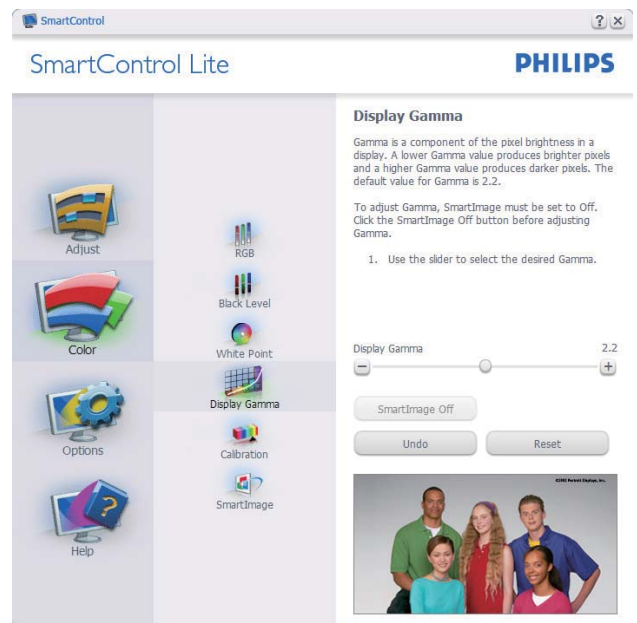 SmartControl
SmartControl Lite
PHILIPS
Adjust
Color
Options
Help
RGB
Black Level
White Point
Display Gamma
Calibration
SmartImage
Display Gamma
Gamma is a component of the pixel brightness in a
display. A lower Gamma value produces brighter pixels
and a higher Gamma value produces darker pixels. The
default value for Gamma is 2.2.
To adjust Gamma, SmartImage must be set to Off.
Click the SmartImage Off button before adjusting
Gamma.
1. Use the slider to select the desired Gamma.
Display Gamma 2.2
SmartImage Off
Undo Reset
Portrait Displays, Inc.